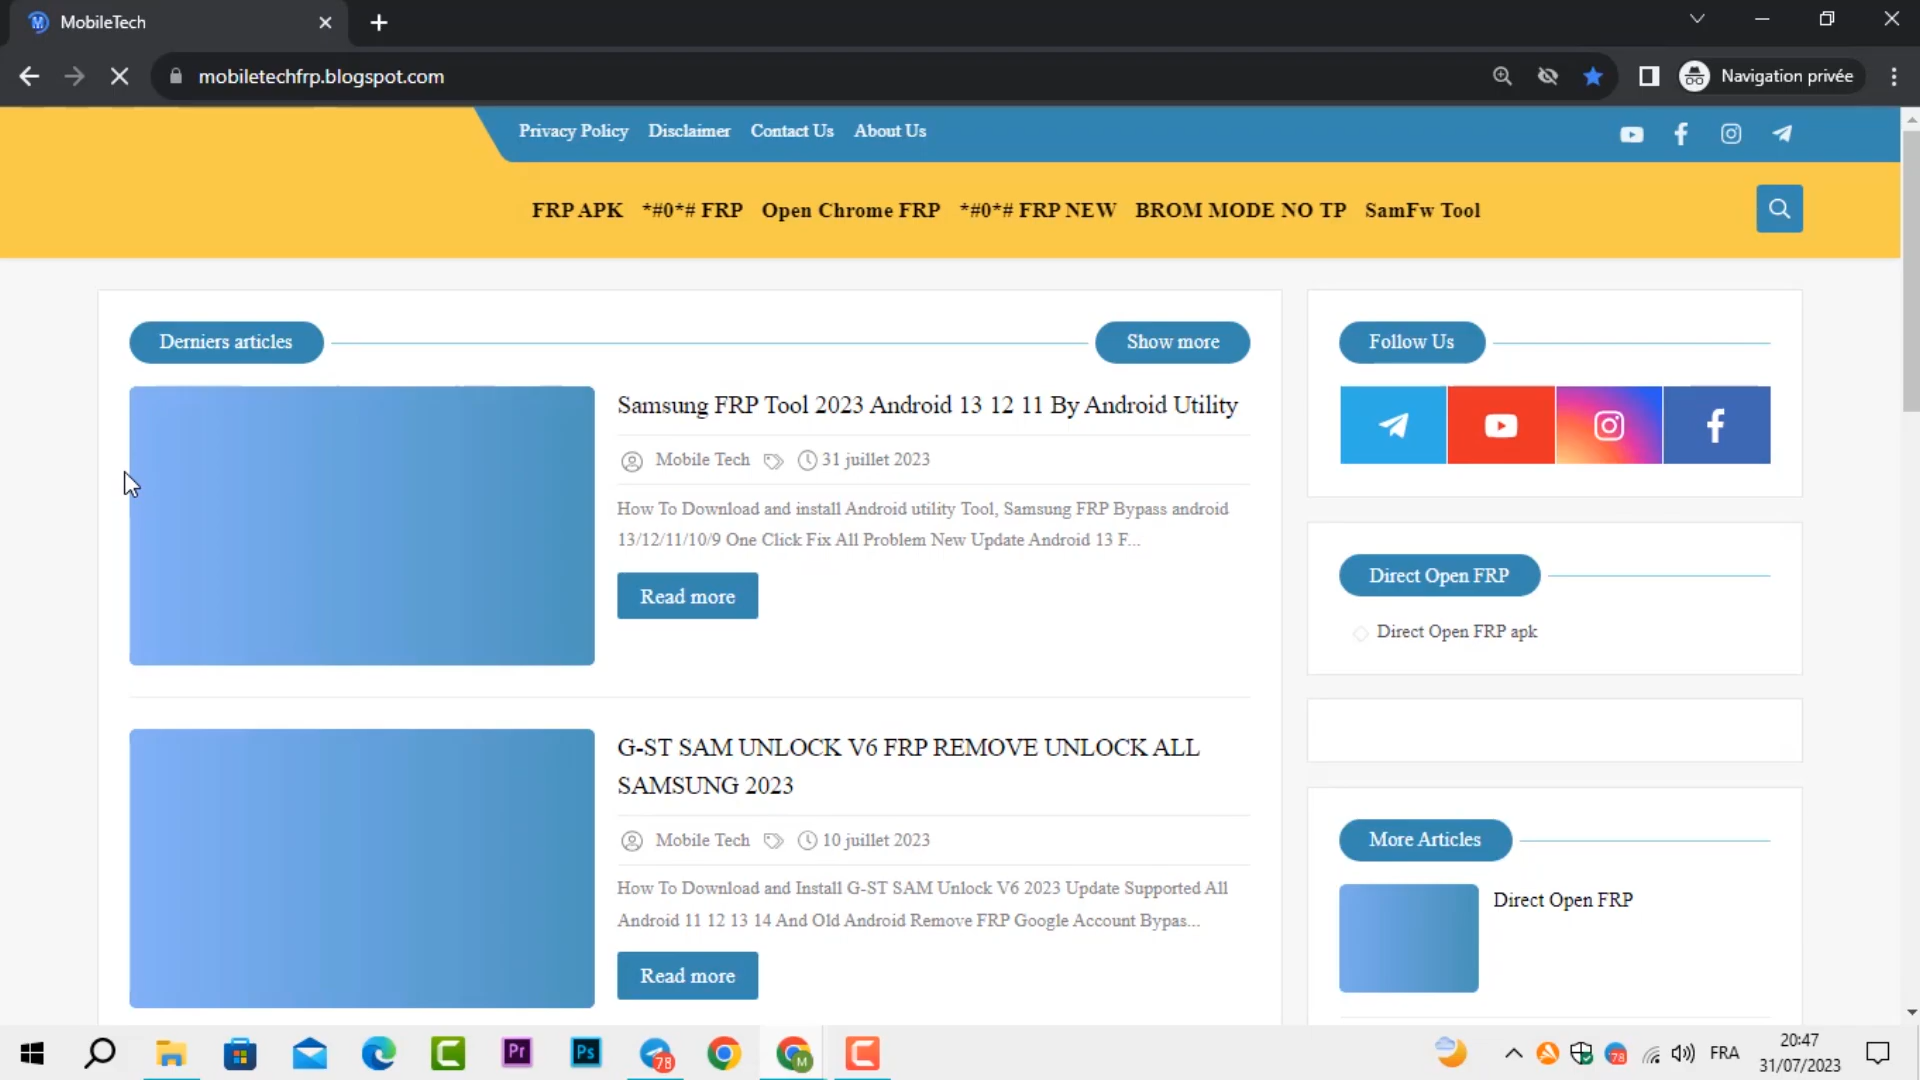 MobileTech
mobiletechfrp.blogspot.com
Navigation privée
Privacy Policy Disclaimer Contact Us About Us
FRP APK *#0*# FRP Open Chrome FRP *#0*# FRP NEW BROM MODE NO TP SamFw Tool
Derniers articles
Show more
Samsung FRP Tool 2023 Android 13 12 11 By Android Utility
Mobile Tech 31 juillet 2023
How To Download and install Android utility Tool, Samsung FRP Bypass android
13/12/11/10/9 One Click Fix All Problem New Update Android 13 F...
Read more
G-ST SAM UNLOCK V6 FRP REMOVE UNLOCK ALL
SAMSUNG 2023
Mobile Tech 10 juillet 2023
How To Download and Install G-ST SAM Unlock V6 2023 Update Supported All
Android 11 12 13 14 And Old Android Remove FRP Google Account Bypas...
Read more
Follow Us
Direct Open FRP
Direct Open FRP apk
More Articles
Direct Open FRP
Pr
Ps
78
M
78
FRA
20:47
31/07/2023